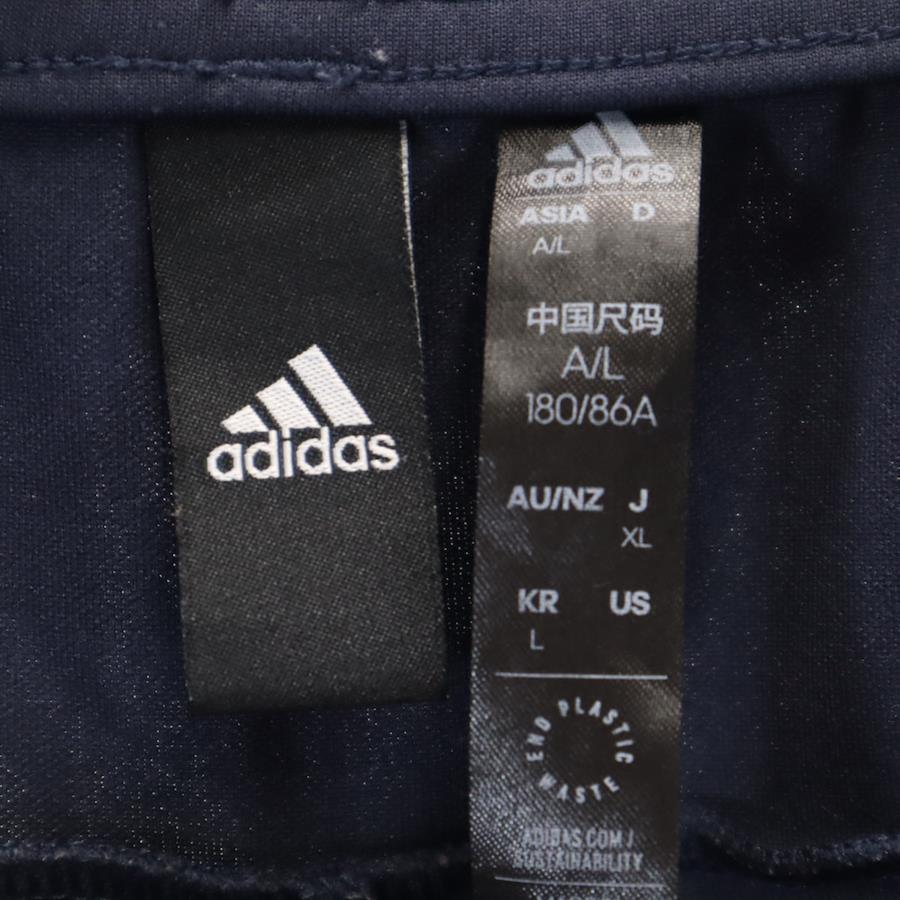 adidas
adidas
ASIA D
A/L
中国尺码
A/L
180/86A
AU/NZ J
XL
KR US
L
END PLASTIC WASTE
ADIDAS.COM/
SUSTAINABILITY